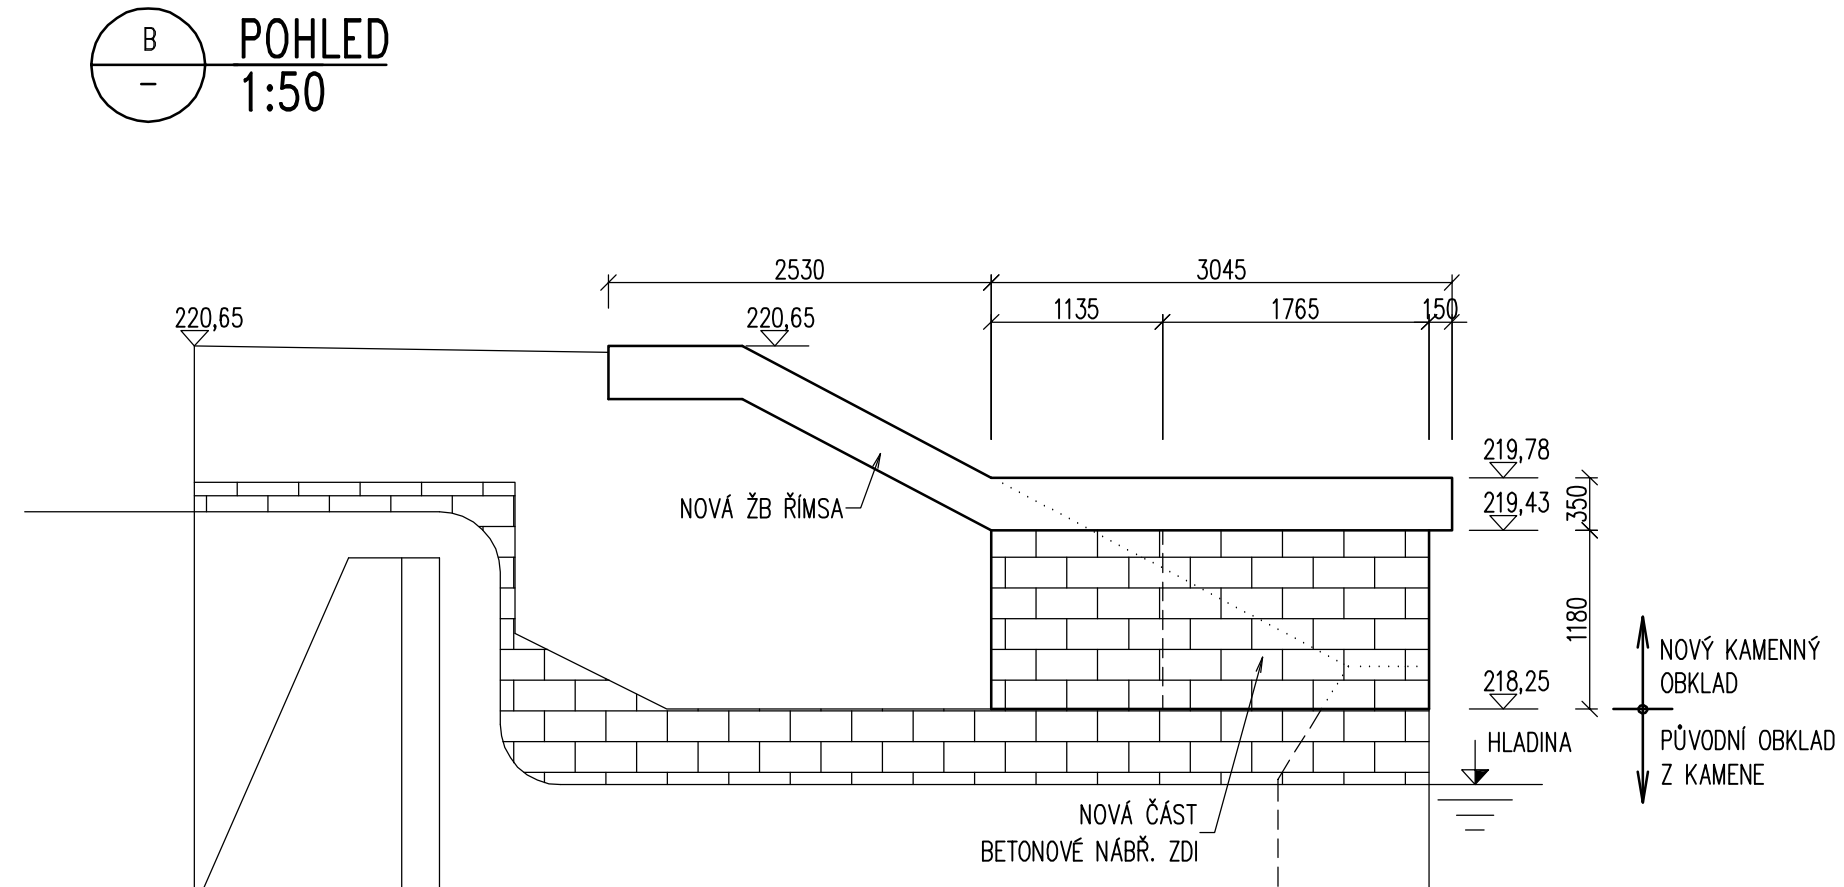 B
POHLED
–
1:50
2530
3045
220,65
220,65
1135
1765
150
219,78
219,43
350
NOVÁ ŽB ŘÍMSA
1180
NOVÝ KAMENNÝ
OBKLAD
218,25
HLADINA
PŮVODNÍ OBKLAD
Z KAMENE
NOVÁ ČÁST
BETONOVÉ NÁBŘ. ZDI